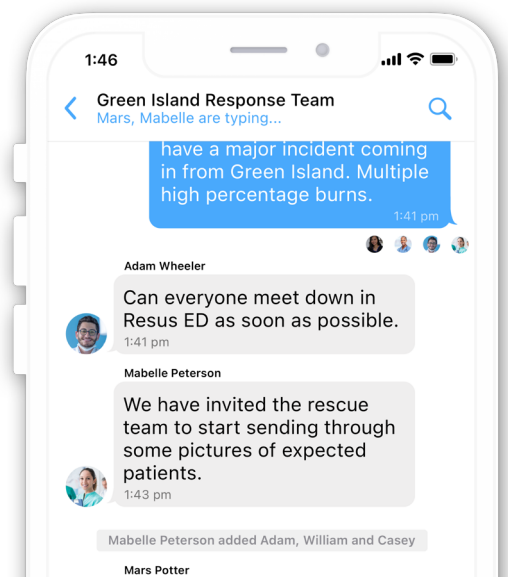 1:46
Green Island Response Team
Mars, Mabelle are typing...
have a major incident coming
in from Green Island. Multiple
high percentage burns.
1:41 pm
Adam Wheeler
Can everyone meet down in
Resus ED as soon as possible.
1:41 pm
Mabelle Peterson
We have invited the rescue
team to start sending through
some pictures of expected
patients.
1:43 pm
Mabelle Peterson added Adam, William and Casey
Mars Potter